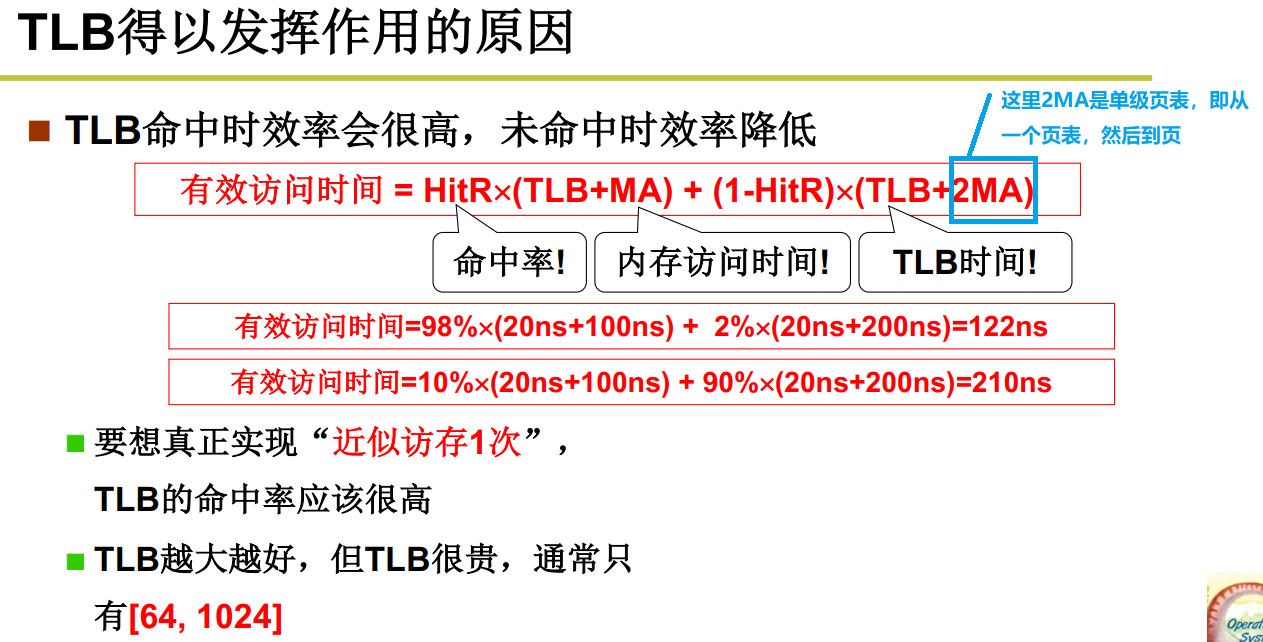 TLB得以发挥作用的原因
这里2MA是单级页表，即从
一个页表，然后到页
TLB命中时效率会很高，未命中时效率降低
有效访问时间 = HitR×(TLB+MA) + (1-HitR)×(TLB+2MA)
命中率!
内存访问时间!
TLB时间!
有效访问时间=98%×(20ns+100ns) + 2%×(20ns+200ns)=122ns
有效访问时间=10%×(20ns+100ns) + 90%×(20ns+200ns)=210ns
要想真正实现“近似访存1次”，
TLB的命中率应该很高
TLB越大越好，但TLB很贵，通常只
有[64, 1024]